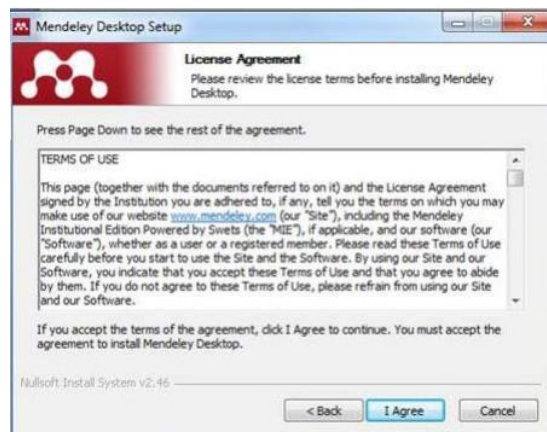 Mendeley Desktop Setup
License Agreement
Please review the license terms before installing Mendeley
Desktop.
Press Page Down to see the rest of the agreement.
TERMS OF USE
This page (together with the documents referred to on it) and the License Agreement
signed by the Institution you are adhered to, if any, tell you the terms on which you may
make use of our website www.mendeley.com (our "Site"), including the Mendeley
Institutional Edition Powered by Swets (the "MIE"), if applicable, and our software (our
"Software"), whether as a user or a registered member. Please read these Terms of Use
carefully before you start to use the Site and the Software. By using our Site and our
Software, you indicate that you accept these Terms of Use and that you agree to abide
by them. If you do not agree to these Terms of Use, please refrain from using our Site
and our Software.
If you accept the terms of the agreement, click I Agree to continue. You must accept the
agreement to install Mendeley Desktop.
Nullsoft Install System v2.46
< Back I Agree Cancel